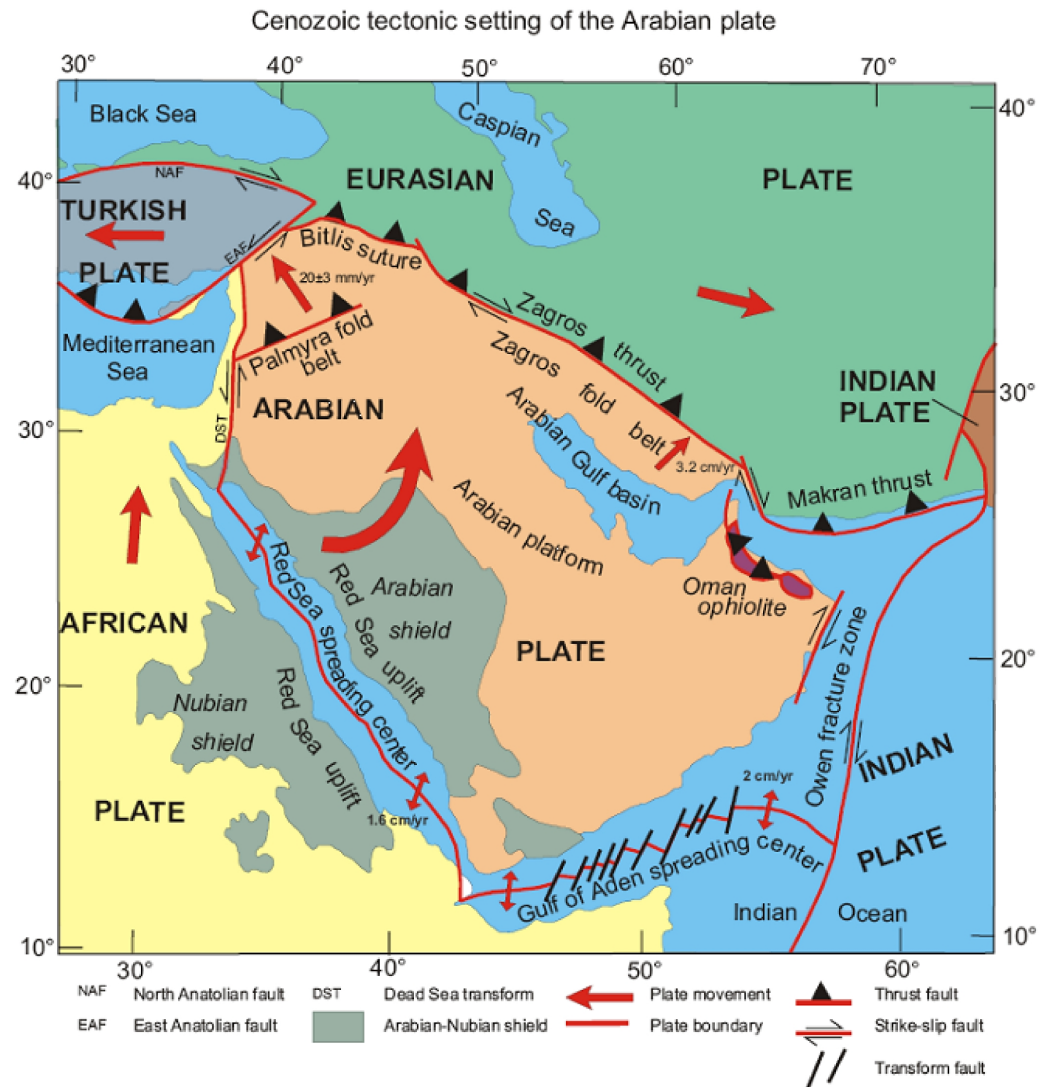 Cenozoic tectonic setting of the Arabian plate
30° 40° 50° 60° 70°
Black Sea
Caspian
Sea
40°
40°
NAF
EURASIAN PLATE
TURKISH
PLATE
EAF
Bitlis suture
20±3 mm/yr
Zagros thrust
Mediterranean
Sea
Palmyra fold
belt
Zagros fold belt
INDIAN
PLATE
30°
30°
DST
ARABIAN
Arabian Gulf basin
3.2 cm/yr
Makran thrust
Arabian platform
Red Sea spreading center
Red Sea uplift
Arabian
shield
Oman
ophiolite
AFRICAN
PLATE
20°
20°
Nubian
shield
Red Sea uplift
Owen fracture zone
INDIAN
PLATE
2 cm/yr
1.6 cm/yr
PLATE
Gulf of Aden spreading center
Indian Ocean
10°
10°
30° 40° 50° 60°
NAF North Anatolian fault DST Dead Sea transform Plate movement Thrust fault
EAF East Anatolian fault Arabian-Nubian shield Plate boundary Strike-slip fault
Transform fault